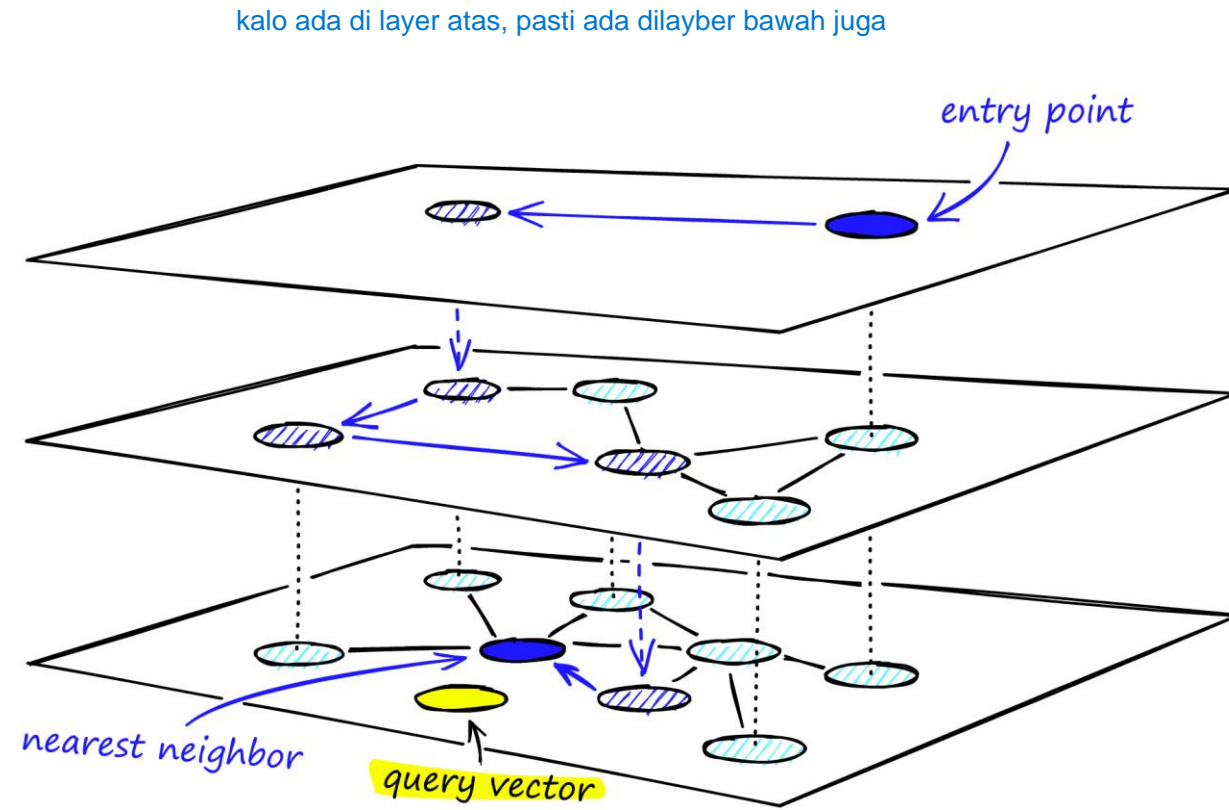 kalo ada di layer atas, pasti ada dilayber bawah juga
entry point
nearest neighbor
query vector